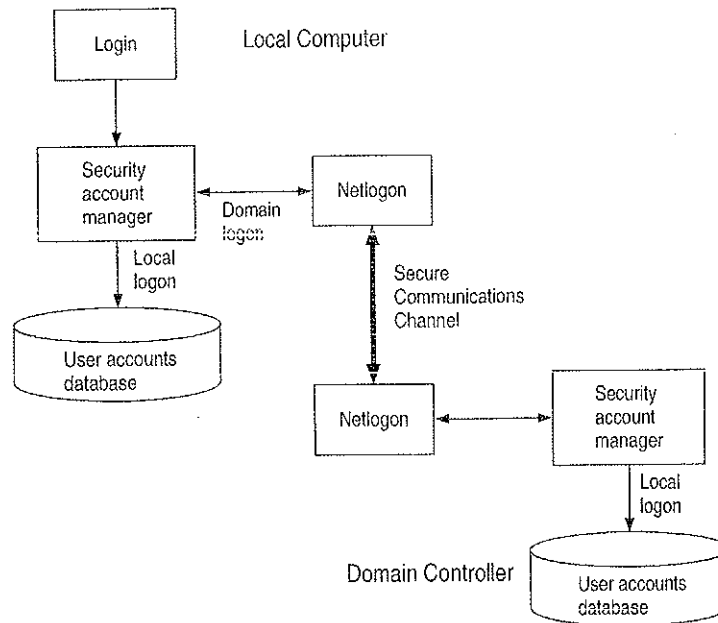 Login
Local Computer
Security
account
manager
Netlogon
Domain
logon
Local
logon
User accounts
database
Secure
Communications
Channel
Netlogon
Security
account
manager
Local
logon
Domain Controller
User accounts
database